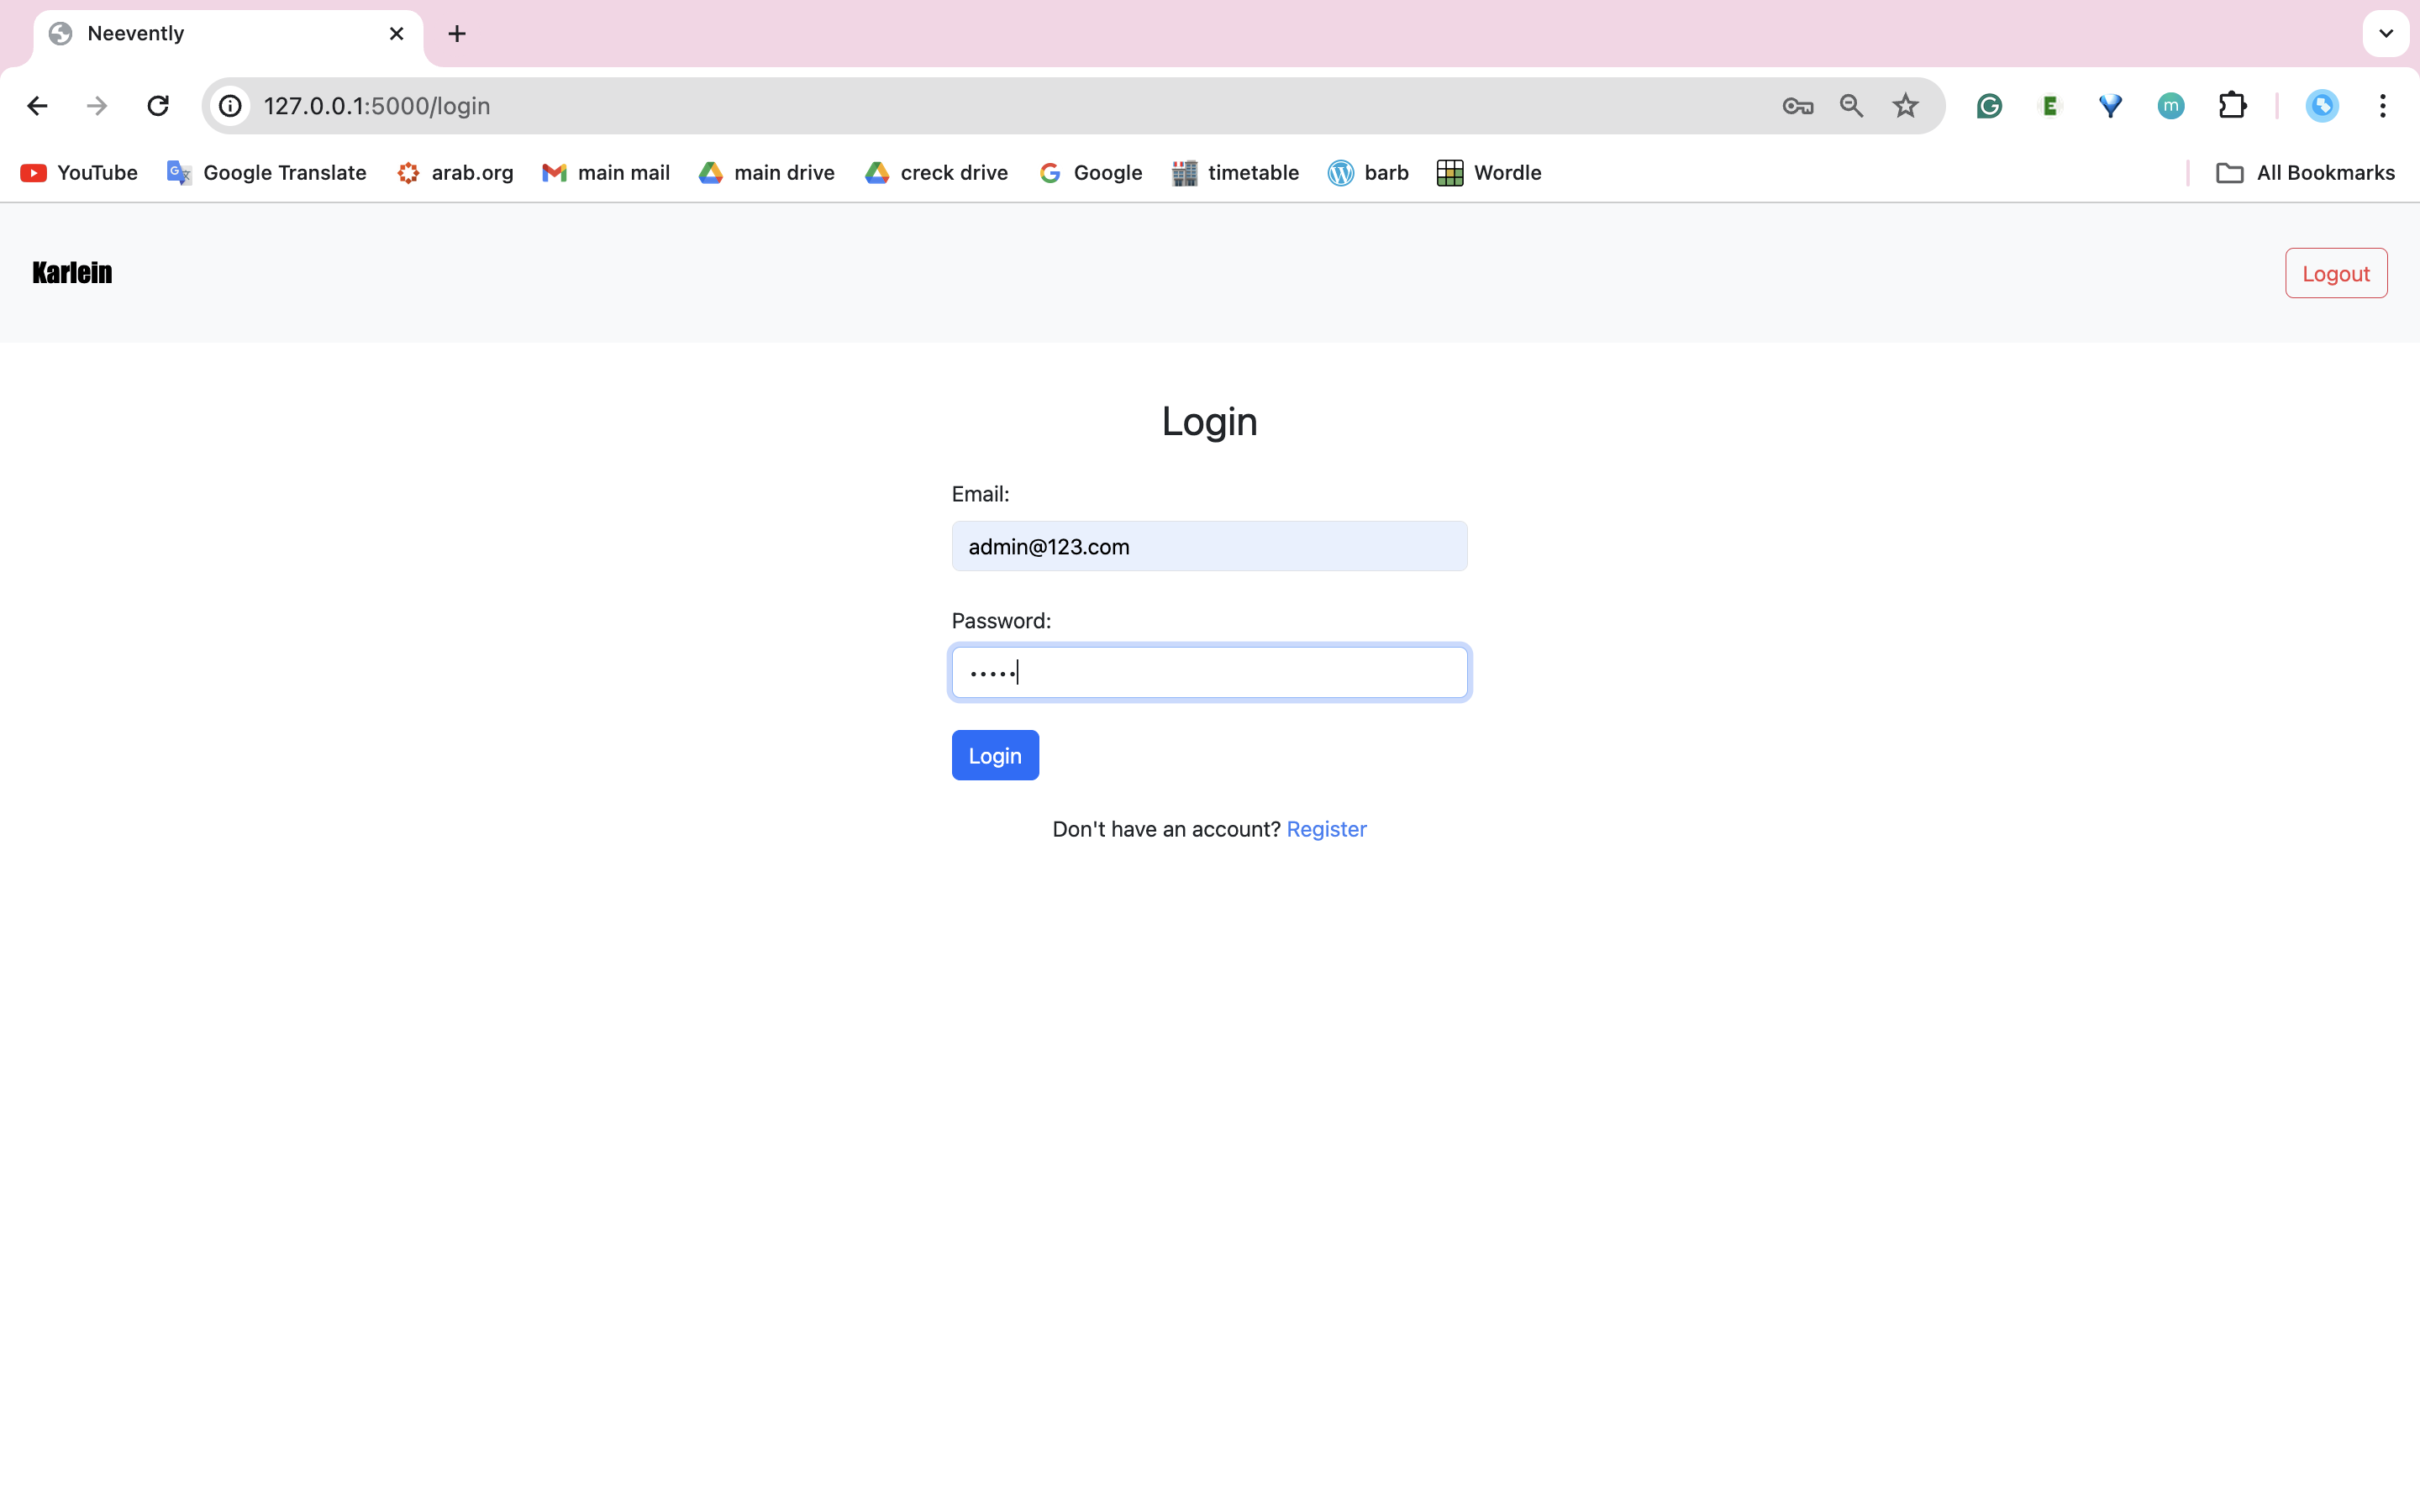 Neevently
127.0.0.1:5000/login
YouTube Google Translate arab.org main mail main drive creck drive Google timetable barb Wordle All Bookmarks
Karlein Logout
Login
Email:
admin@123.com
Password:
•••••
Login
Don't have an account? Register